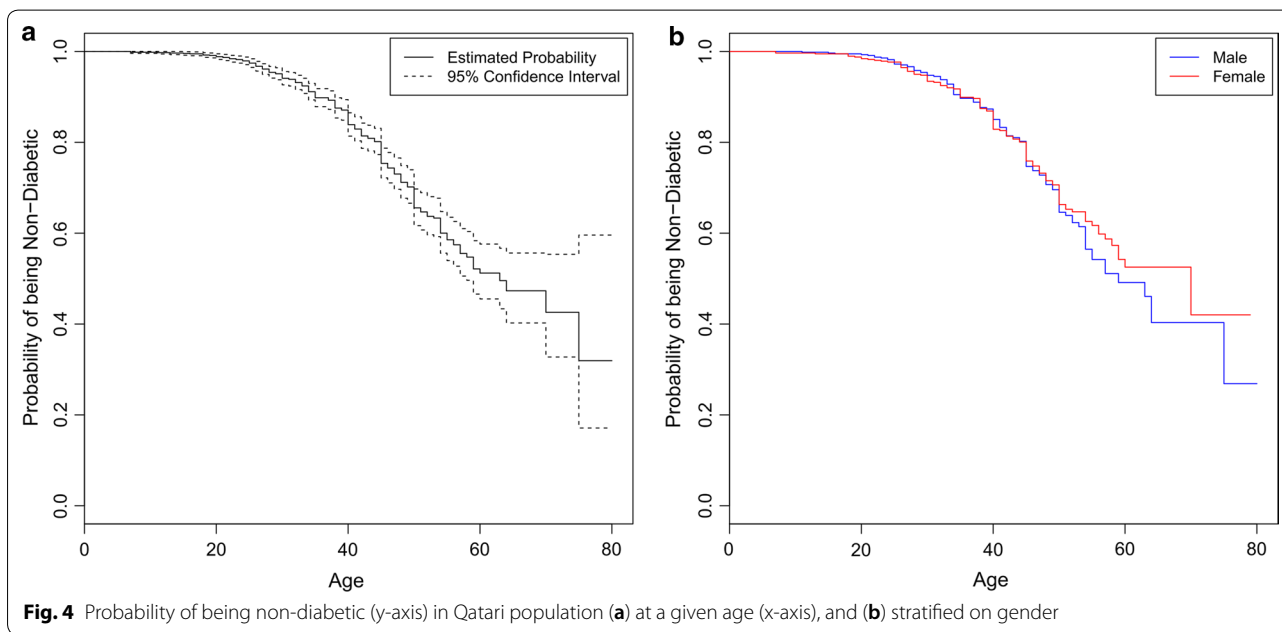 a
Estimated Probability
95% Confidence Interval
Probability of being Non−Diabetic
0.0 0.2 0.4 0.6 0.8 1.0
0 20 40 60 80
Age
b
Male
Female
Probability of being Non−Diabetic
0.0 0.2 0.4 0.6 0.8 1.0
0 20 40 60 80
Age
Fig. 4 Probability of being non-diabetic (y-axis) in Qatari population (a) at a given age (x-axis), and (b) stratified on gender